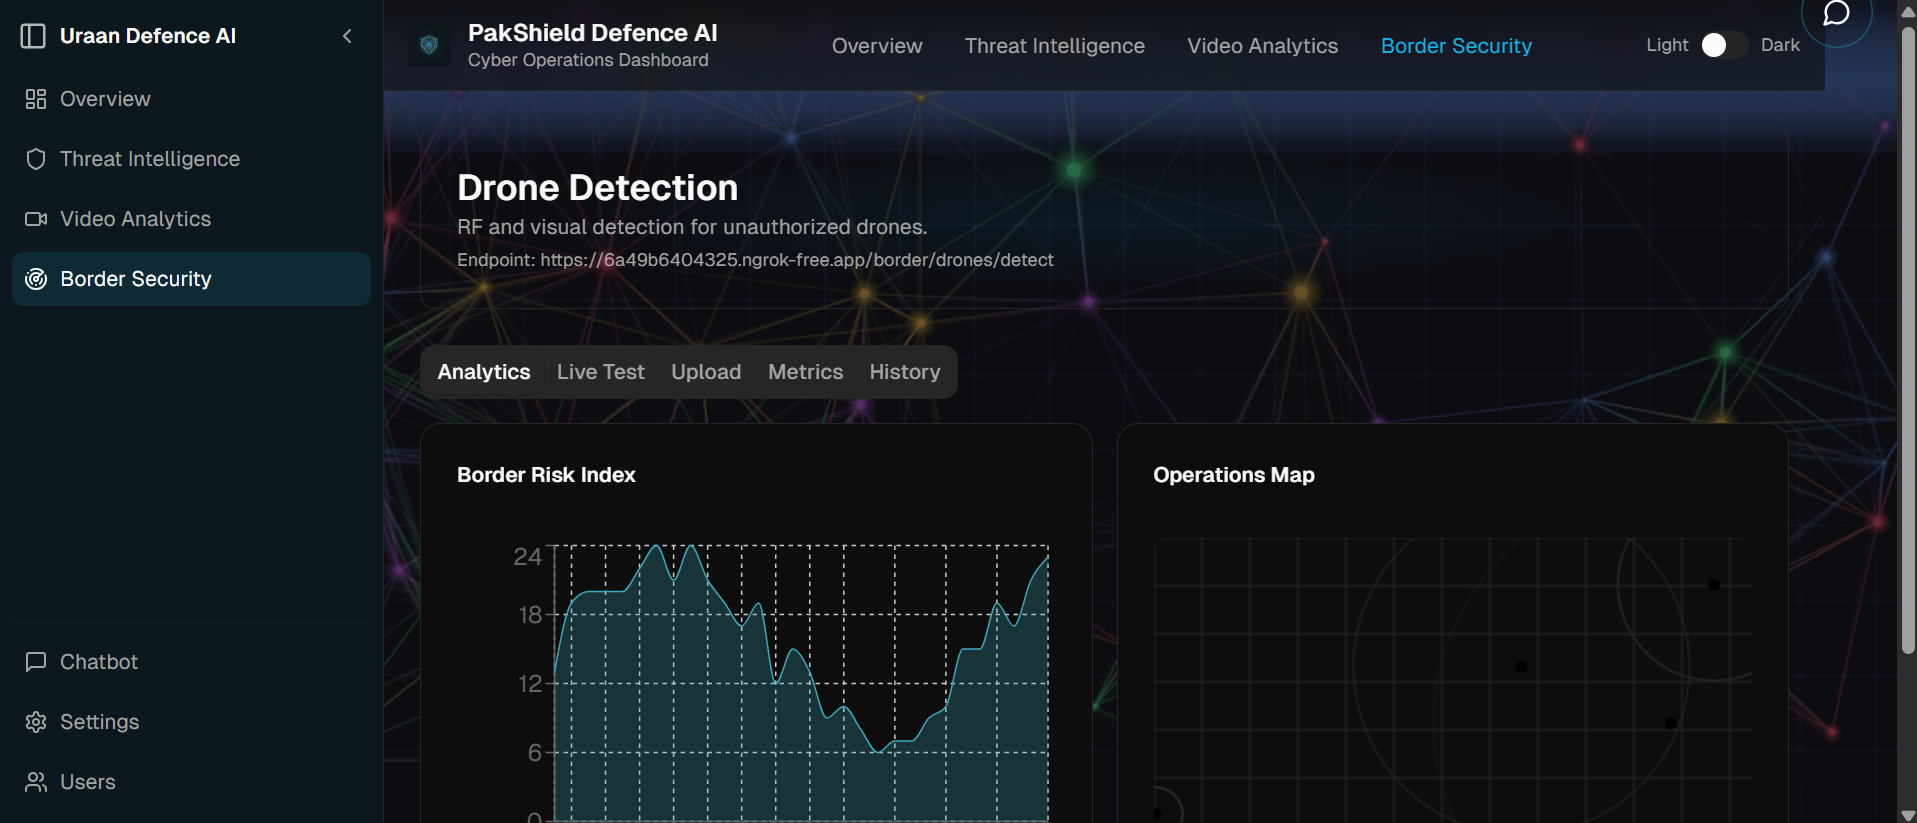 Uraan Defence AI
Overview
Threat Intelligence
Video Analytics
Border Security
Chatbot
Settings
Users
PakShield Defence AI
Cyber Operations Dashboard
Overview
Threat Intelligence
Video Analytics
Border Security
Light
Dark
Drone Detection
RF and visual detection for unauthorized drones.
Endpoint: https://6a49b6404325.ngrok-free.app/border/drones/detect
Analytics
Live Test
Upload
Metrics
History
Border Risk Index
24
18
12
6
0
Operations Map